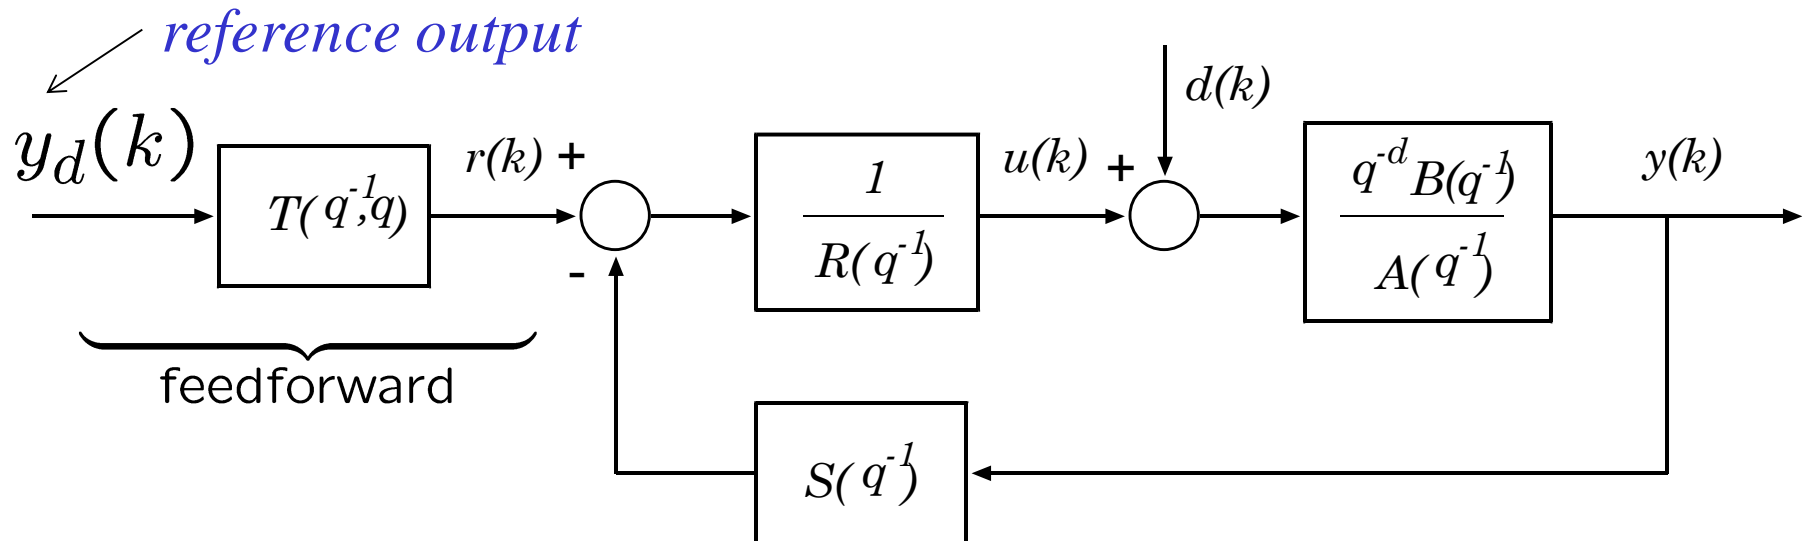 reference output
y_d(k)
T(q^-1,q)
r(k) +
-
1
R(q^-1)
u(k) +
d(k)
q^-d B(q^-1)
A(q^-1)
y(k)
feedforward
S(q^-1)